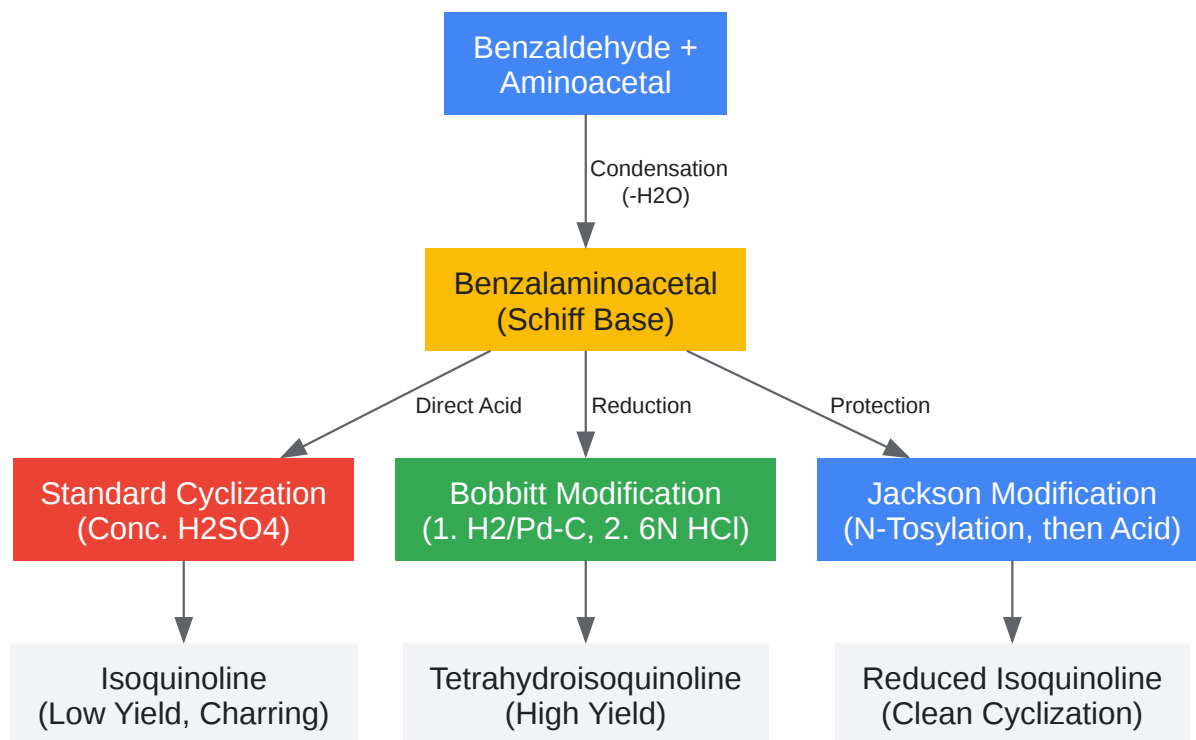 Benzaldehyde +
Aminoacetal
Condensation
(-H2O)
Benzalaminoacetal
(Schiff Base)
Direct Acid
Reduction
Protection
Standard Cyclization
(Conc. H2SO4)
Bobbitt Modification
(1. H2/Pd-C, 2. 6N HCl)
Jackson Modification
(N-Tosylation, then Acid)
Isoquinoline
(Low Yield, Charring)
Tetrahydroisoquinoline
(High Yield)
Reduced Isoquinoline
(Clean Cyclization)